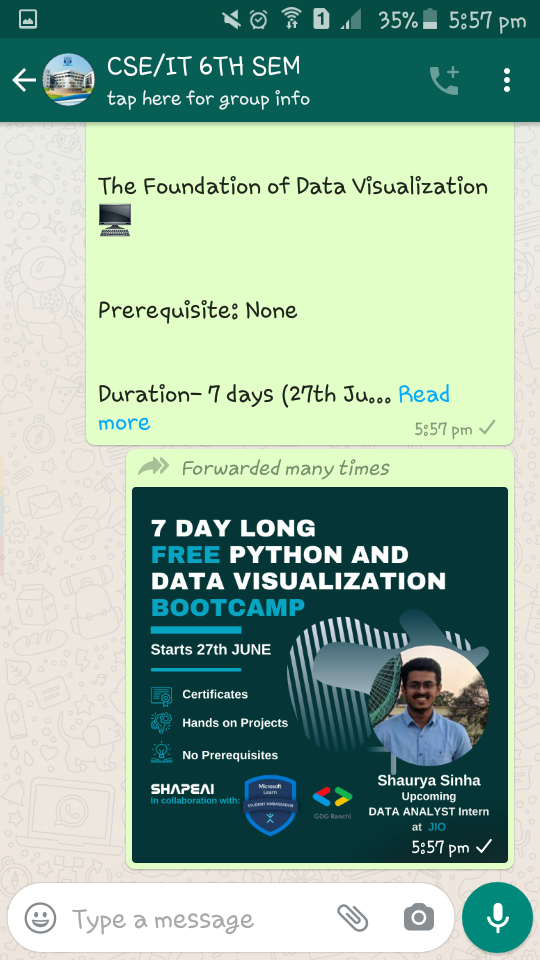 1 35% 5:57 pm
CSE/IT 6TH SEM
tap here for group info
The Foundation of Data Visualization
Prerequisite: None
Duration- 7 days (27th Ju... Read
more
5:57 pm
Forwarded many times
7 DAY LONG
FREE PYTHON AND
DATA VISUALIZATION
BOOTCAMP
Starts 27th JUNE
Certificates
Hands on Projects
No Prerequisites
SHAPEAI
In collaboration with:
Microsoft
Learn
STUDENT AMBASSADOR
GDG Ranchi
Shaurya Sinha
Upcoming
DATA ANALYST Intern
at JIO
5:57 pm
Type a message